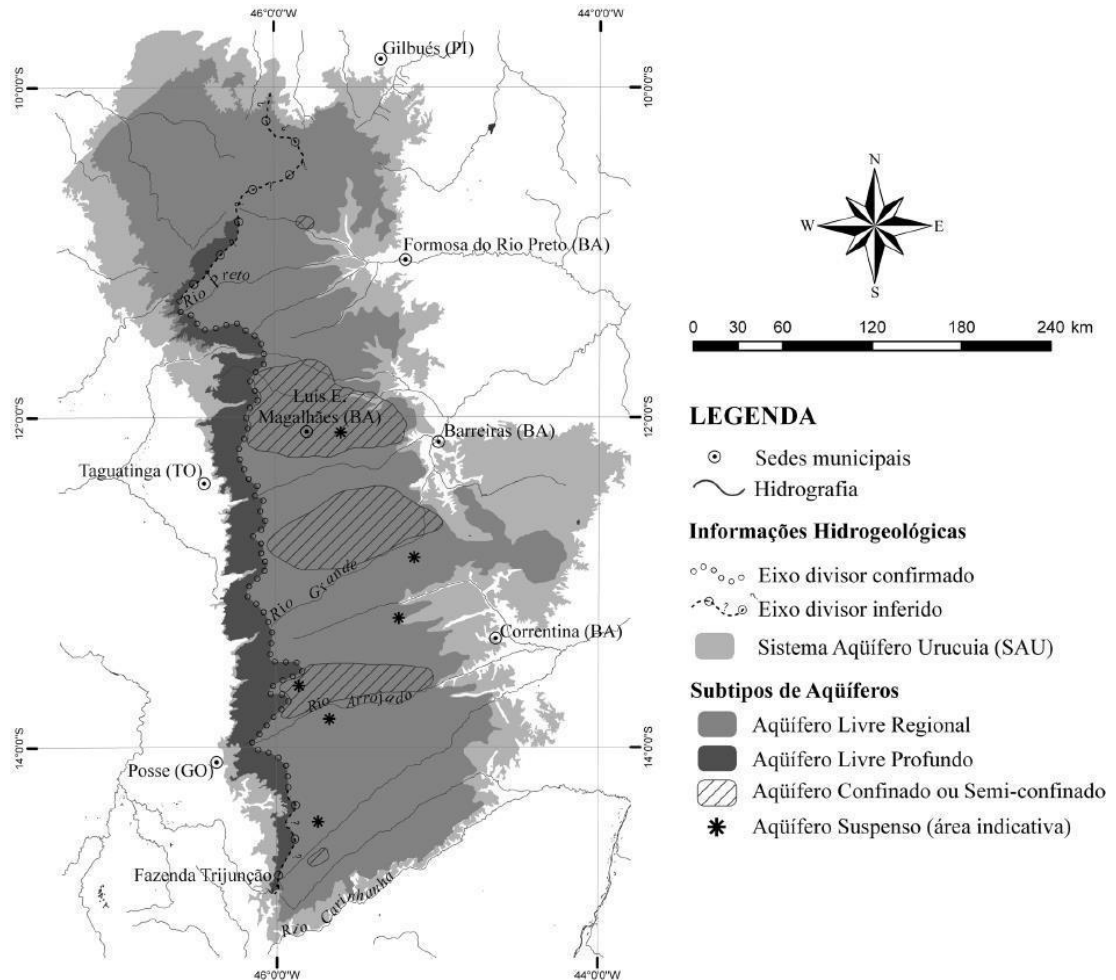 46°0'0"W
44°0'0"W
Gilbués (PI)
10°0'0"S
10°0'0"S
Formosa do Rio Preto (BA)
Rio Preto
Luis E.
Magalhães (BA)
12°0'0"S
12°0'0"S
Barreiras (BA)
Taguatinga (TO)
Rio Grande
Correntina (BA)
Rio Arrojado
14°0'0"S
14°0'0"S
Posse (GO)
Fazenda Trijunção
Rio Carinhanha
46°0'0"W
44°0'0"W
N
W
E
S
0 30 60 120 180 240 km
LEGENDA
Sedes municipais
Hidrografia
Informações Hidrogeológicas
Eixo divisor confirmado
Eixo divisor inferido
Sistema Aqüífero Urucuia (SAU)
Subtipos de Aqüíferos
Aqüífero Livre Regional
Aqüífero Livre Profundo
Aqüífero Confinado ou Semi-confinado
Aqüífero Suspenso (área indicativa)